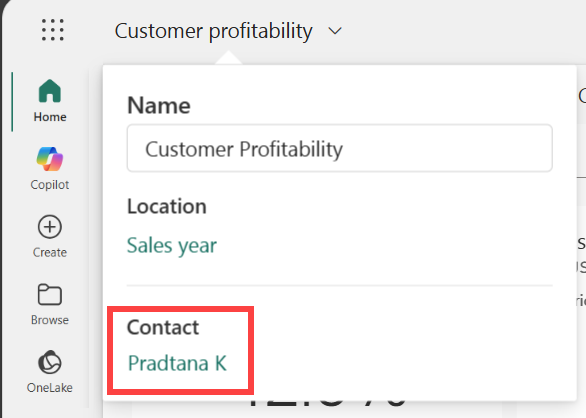 Customer profitability
Home
Copilot
Create
Browse
OneLake
Name
Customer Profitability
Location
Sales year
Contact
Pradtana K